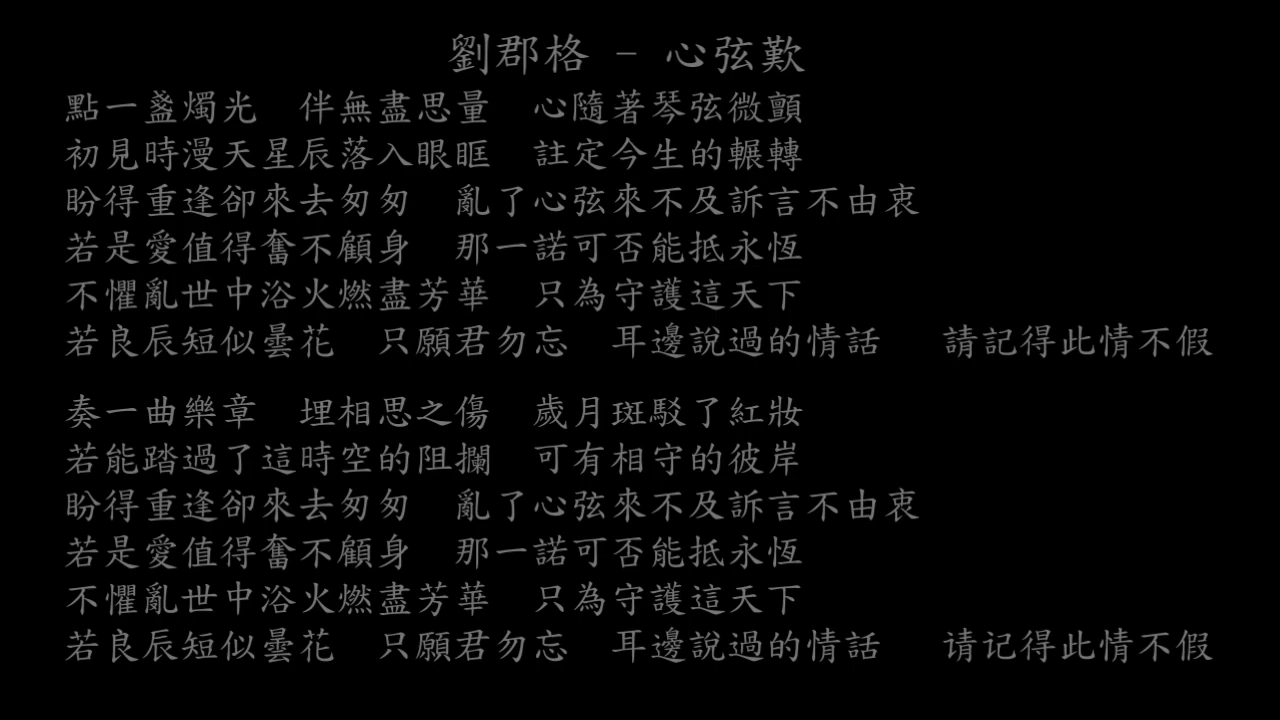 劉郡格 – 心弦歎
點一盞燭光　伴無盡思量　心隨著琴弦微顫
初見時漫天星辰落入眼眶　註定今生的輾轉
盼得重逢卻來去匆匆　亂了心弦來不及訴言不由衷
若是愛值得奮不顧身　那一諾可否能抵永恆
不懼亂世中浴火燃盡芳華　只為守護這天下
若良辰短似曇花　只願君勿忘　耳邊說過的情話　請記得此情不假
奏一曲樂章　埋相思之傷　歲月斑駁了紅妝
若能踏過了這時空的阻攔　可有相守的彼岸
盼得重逢卻來去匆匆　亂了心弦來不及訴言不由衷
若是愛值得奮不顧身　那一諾可否能抵永恆
不懼亂世中浴火燃盡芳華　只為守護這天下
若良辰短似曇花　只願君勿忘　耳邊說過的情話　请记得此情不假